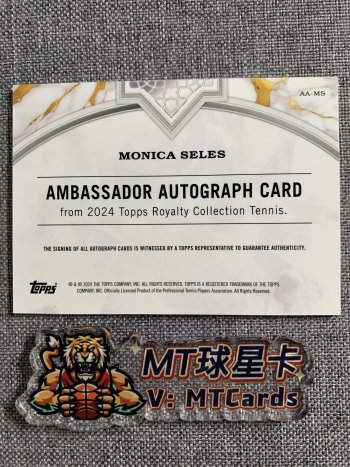 AA-MS
MONICA SELES
AMBASSADOR AUTOGRAPH CARD
from 2024 Topps Royalty Collection Tennis.
THE SIGNING OF ALL AUTOGRAPH CARDS IS WITNESSED BY A TOPPS REPRESENTATIVE TO GUARANTEE AUTHENTICITY.
topps
® & © 2024 THE TOPPS COMPANY, INC. ALL RIGHTS RESERVED. TOPPS IS A REGISTERED TRADEMARK OF THE TOPPS
COMPANY, INC. Officially Licensed Product of the Professional Tennis Players Association. All Rights Reserved.
MT球星卡
V: MTCards